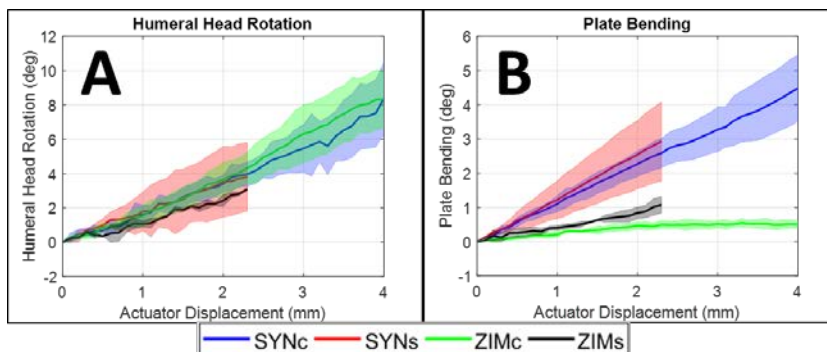 Humeral Head Rotation
A
Humeral Head Rotation (deg)
12
10
8
6
4
2
0
-2
0
1
2
3
4
Actuator Displacement (mm)
Plate Bending
B
Plate Bending (deg)
6
5
4
3
2
1
0
-1
0
1
2
3
4
Actuator Displacement (mm)
SYNc SYNs ZIMc ZIMs